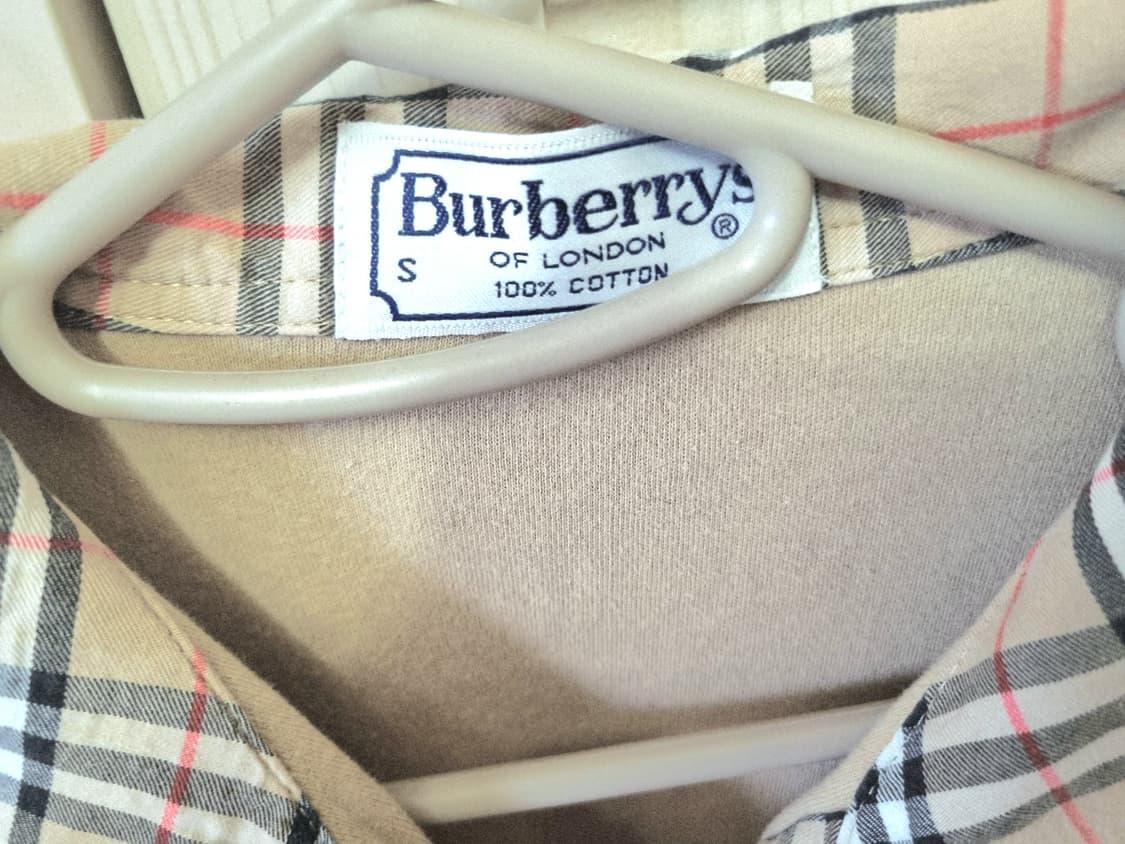 Burberrys
®
OF LONDON
S
100% COTTON